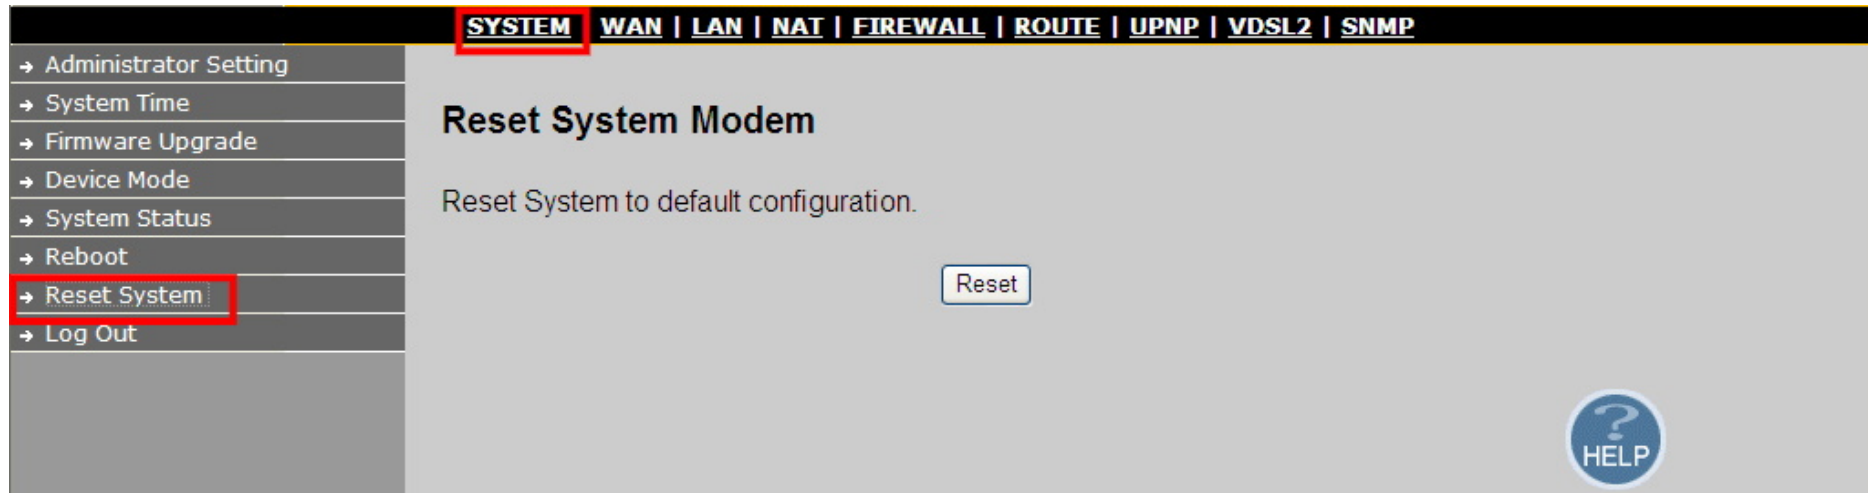 SYSTEM WAN | LAN | NAT | FIREWALL | ROUTE | UPNP | VDSL2 | SNMP
Administrator Setting
System Time
Firmware Upgrade
Device Mode
System Status
Reboot
Reset System
Log Out
Reset System Modem
Reset System to default configuration.
Reset
?
HELP